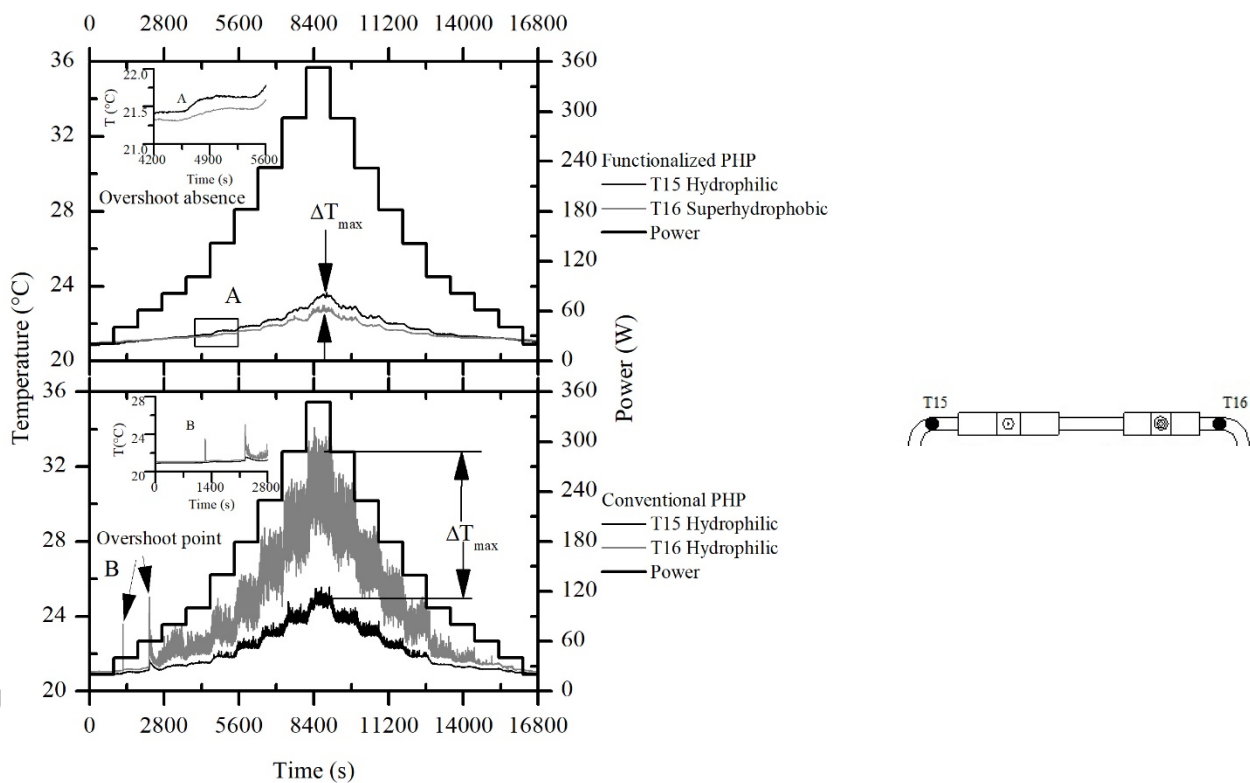 0 2800 5600 8400 11200 14000 16800
36 360
32 300
28 240
24 180
20 120
60
0
22.0
21.5
21.0
T (°C)
A
4200 4900 5600
Time (s)
Overshoot absence
ΔTmax
A
Functionalized PHP
T15 Hydrophilic
T16 Superhydrophobic
Power
Temperature (°C)
Power (W)
36 360
32 300
28 240
24 180
20 120
60
0
28
26
24
22
20
T(°C)
B
0 1400 2800
Time (s)
Overshoot point
B
ΔTmax
Conventional PHP
T15 Hydrophilic
T16 Hydrophilic
Power
0 2800 5600 8400 11200 14000 16800
Time (s)
T15 T16